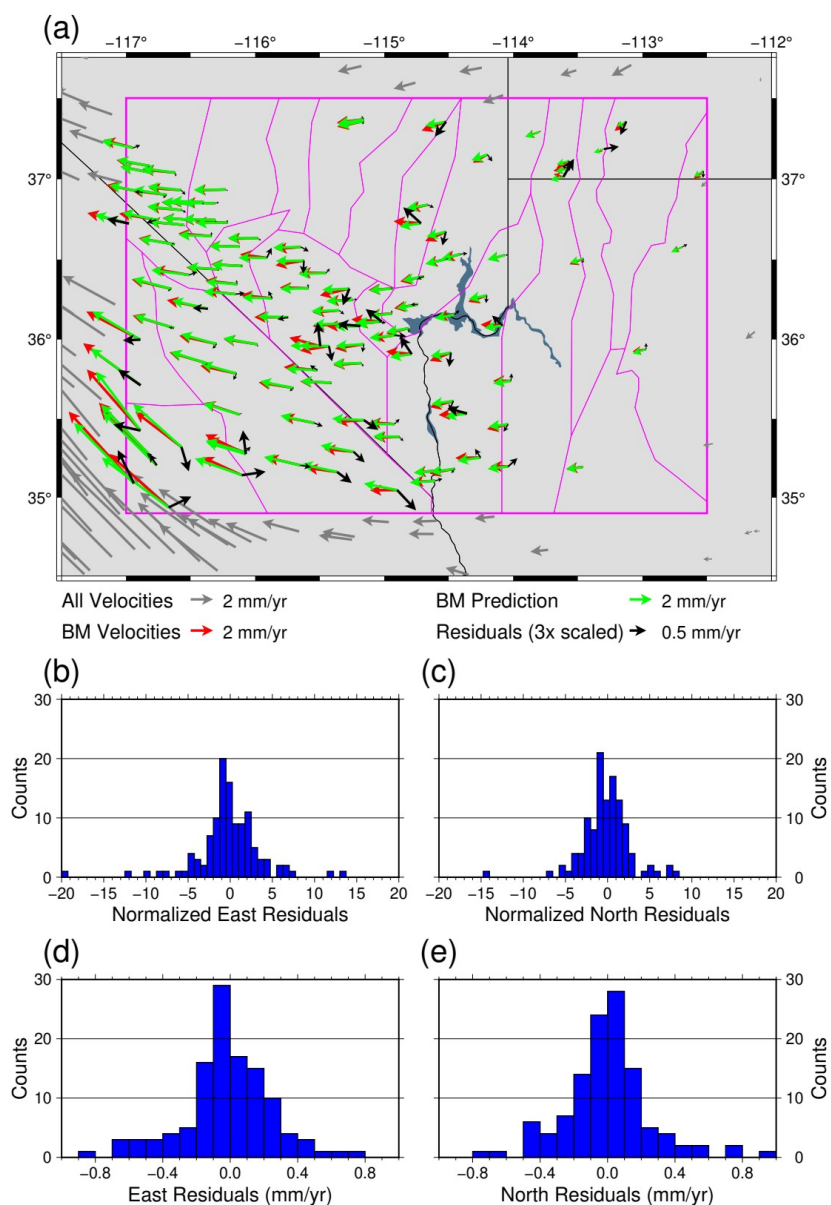 (a)
−117° −116° −115° −114° −113° −112°
37° 37°
36° 36°
35° 35°
All Velocities 2 mm/yr BM Prediction 2 mm/yr
BM Velocities 2 mm/yr Residuals (3x scaled) 0.5 mm/yr
(b) (c)
30 30
20 20
10 10
0 0
Counts Counts
−20 −15 −10 −5 0 5 10 15 20 −20 −15 −10 −5 0 5 10 15 20
Normalized East Residuals Normalized North Residuals
(d) (e)
30 30
20 20
10 10
0 0
Counts Counts
−0.8 −0.4 0.0 0.4 0.8 −0.8 −0.4 0.0 0.4 0.8
East Residuals (mm/yr) North Residuals (mm/yr)